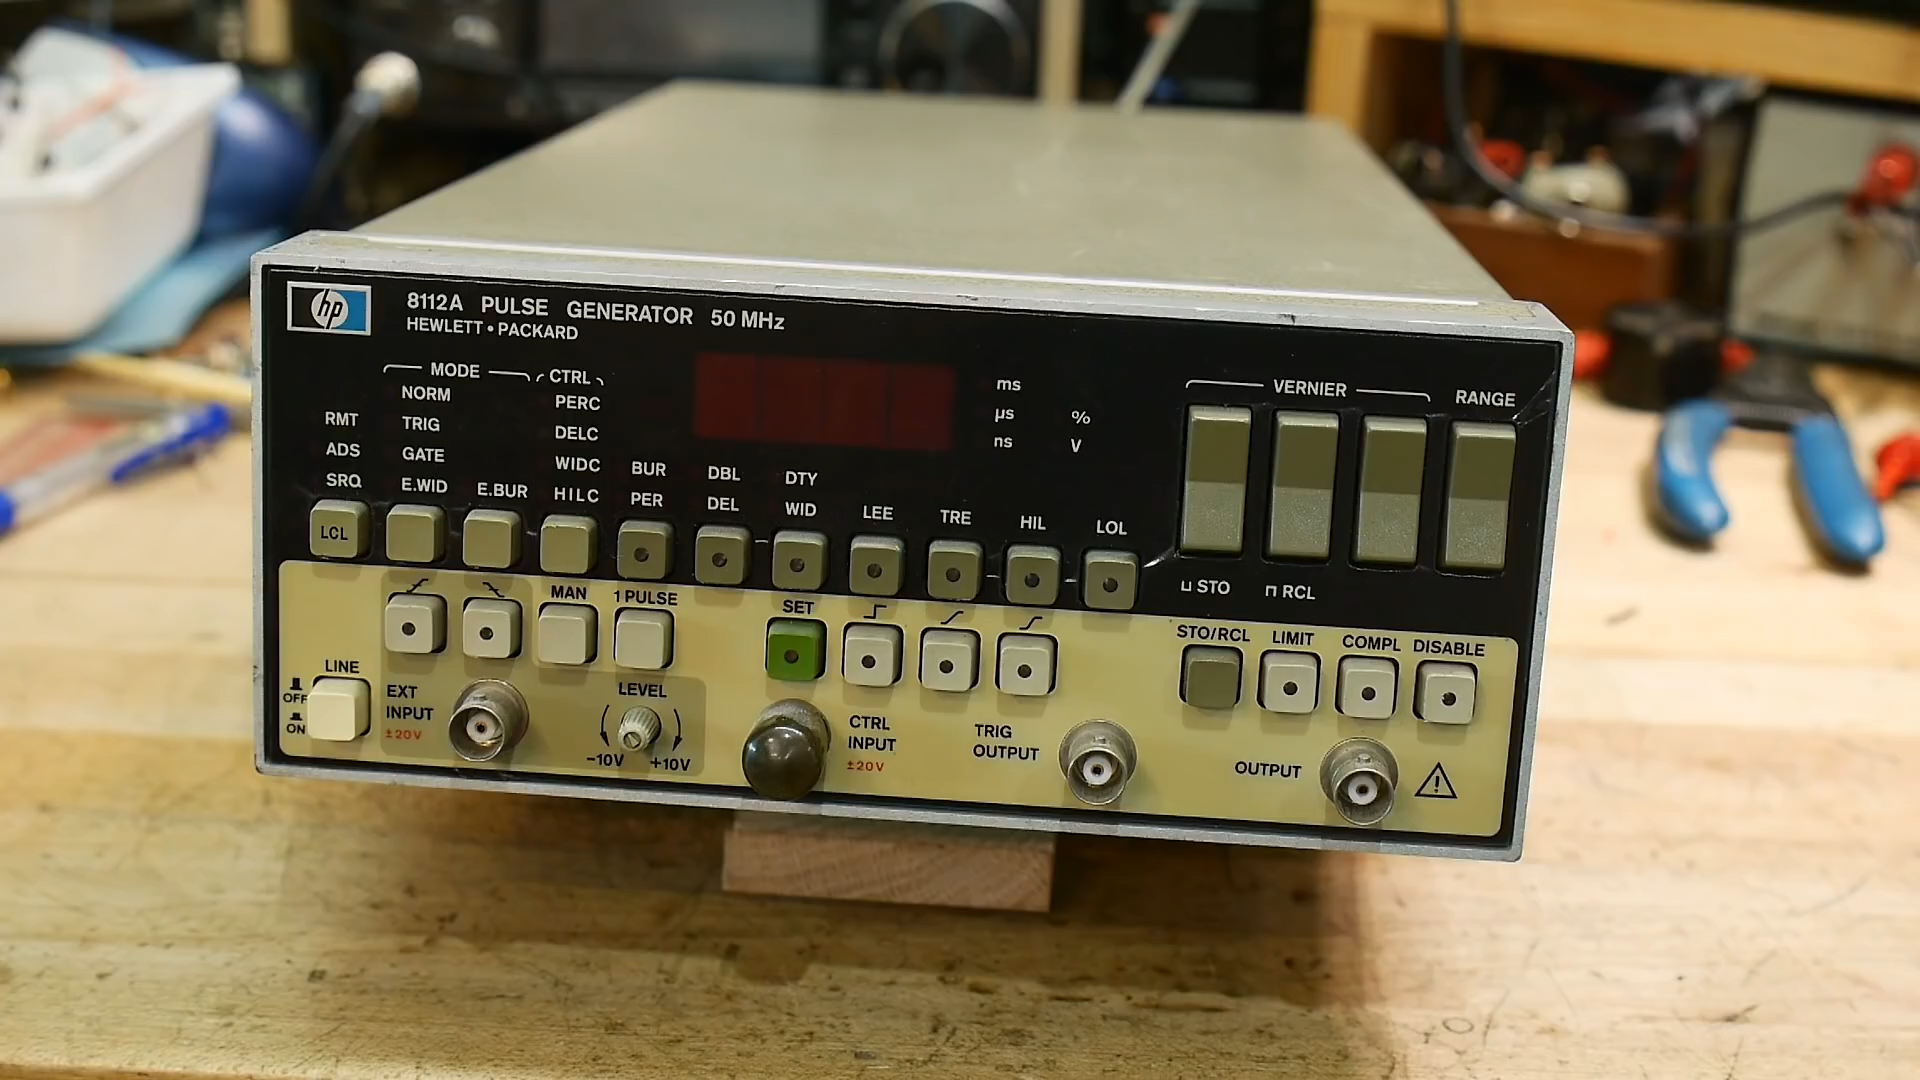 hp 8112A PULSE GENERATOR 50 MHz
HEWLETT • PACKARD
MODE CTRL
NORM PERC
TRIG DELC
GATE WIDC
E.WID E.BUR HILC
RMT
ADS
SRQ
BUR
PER
DBL
DEL
DTY
WID
LEE
TRE
HIL
LOL
ms
µs %
ns V
VERNIER RANGE
⊔ STO ⊓ RCL
LCL
MAN 1 PULSE
SET
STO/RCL LIMIT COMPL DISABLE
LINE
OFF
ON
EXT
INPUT
±20V
LEVEL
-10V +10V
CTRL
INPUT
±20V
TRIG
OUTPUT
OUTPUT